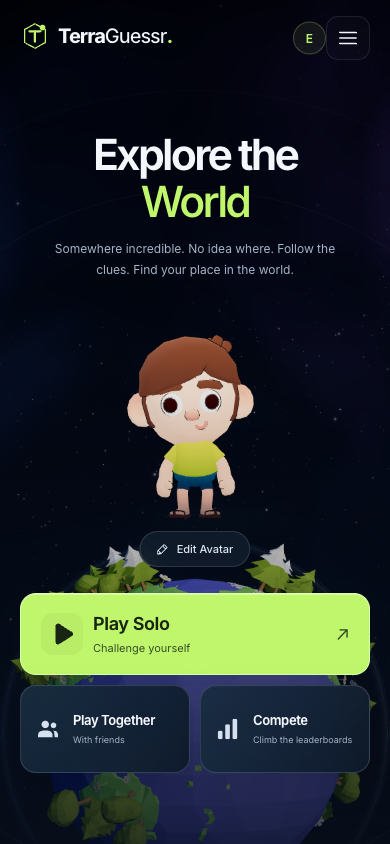 TerraGuessr.
E
Explore the
World
Somewhere incredible. No idea where. Follow the
clues. Find your place in the world.
Edit Avatar
Play Solo
Challenge yourself
Play Together
With friends
Compete
Climb the leaderboards